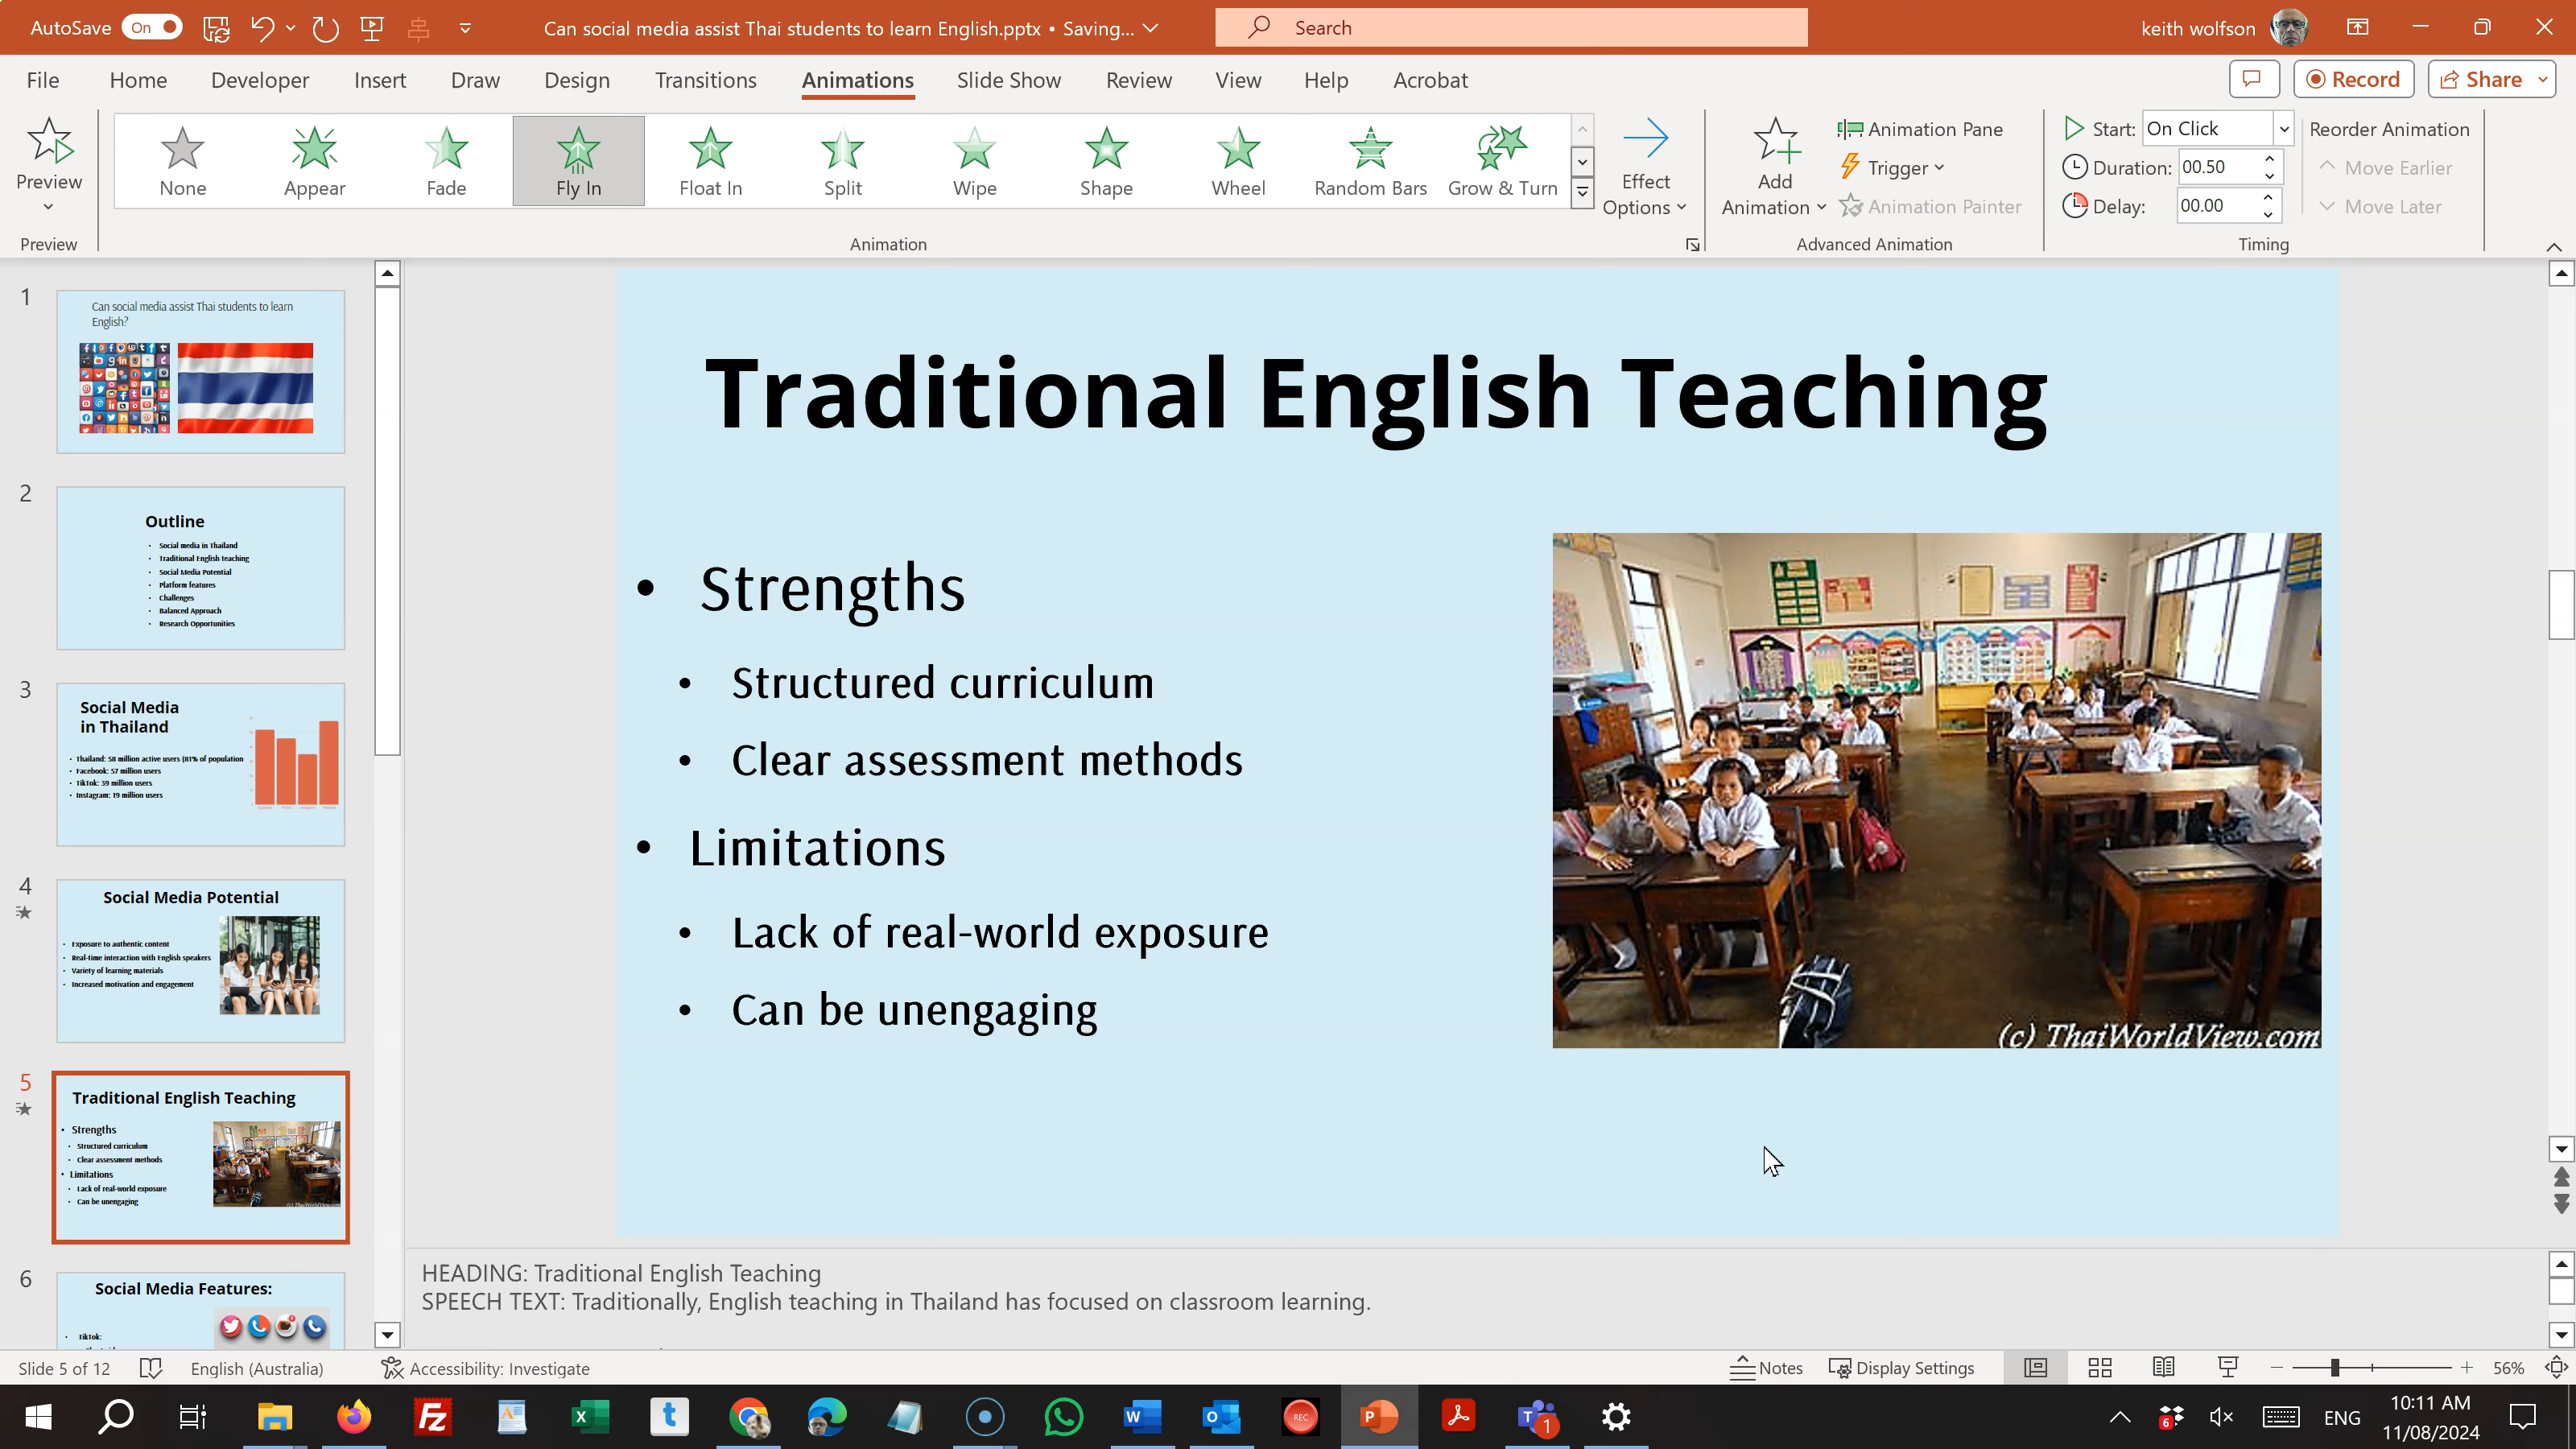 AutoSave On Can social media assist Thai students to learn English.pptx • Saving... Search keith wolfson
File Home Developer Insert Draw Design Transitions Animations Slide Show Review View Help Acrobat Record Share
Preview
None Appear Fade Fly In Float In Split Wipe Shape Wheel Random Bars Grow & Turn
Effect
Options
Add
Animation
Animation Pane
Trigger
Animation Painter
Start: On Click
Duration: 00.50
Delay: 00.00
Reorder Animation
Move Earlier
Move Later
Preview Animation Advanced Animation Timing
1
Can social media assist Thai students to learn
English?
2
Outline
• Social media in Thailand
• Traditional English teaching
• Social Media Potential
• Platform features
• Challenges
• Balanced Approach
• Research Opportunities
3
Social Media
in Thailand
• Thailand: 58 million active users (81% of population
• Facebook: 57 million users
• TikTok: 39 million users
• Instagram: 19 million users
4
Social Media Potential
• Exposure to authentic content
• Real-time interaction with English speakers
• Variety of learning materials
• Increased motivation and engagement
5
Traditional English Teaching
• Strengths
• Structured curriculum
• Clear assessment methods
• Limitations
• Lack of real-world exposure
• Can be unengaging
6
Social Media Features:
• TikTok:
Traditional English Teaching
• Strengths
• Structured curriculum
• Clear assessment methods
• Limitations
• Lack of real-world exposure
• Can be unengaging
(c) ThaiWorldView.com
HEADING: Traditional English Teaching
SPEECH TEXT: Traditionally, English teaching in Thailand has focused on classroom learning.
Slide 5 of 12 English (Australia) Accessibility: Investigate Notes Display Settings 56%
ENG
10:11 AM
11/08/2024